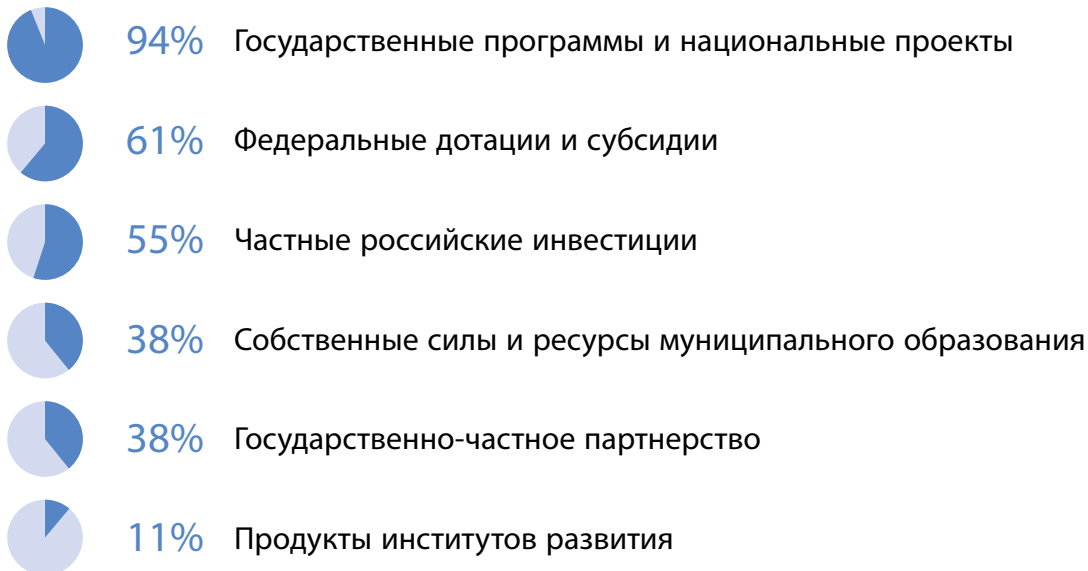 94% Государственные программы и национальные проекты
61% Федеральные дотации и субсидии
55% Частные российские инвестиции
38% Собственные силы и ресурсы муниципального образования
38% Государственно-частное партнерство
11% Продукты институтов развития